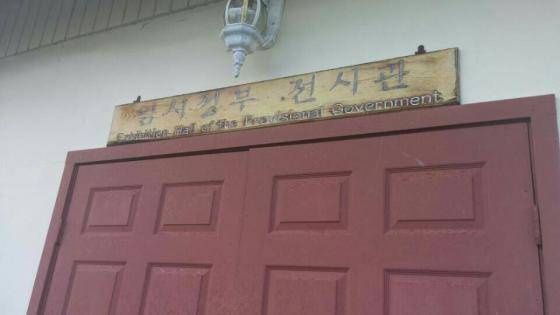 임시정부 전시관
Exhibition Hall of the Provisional Government